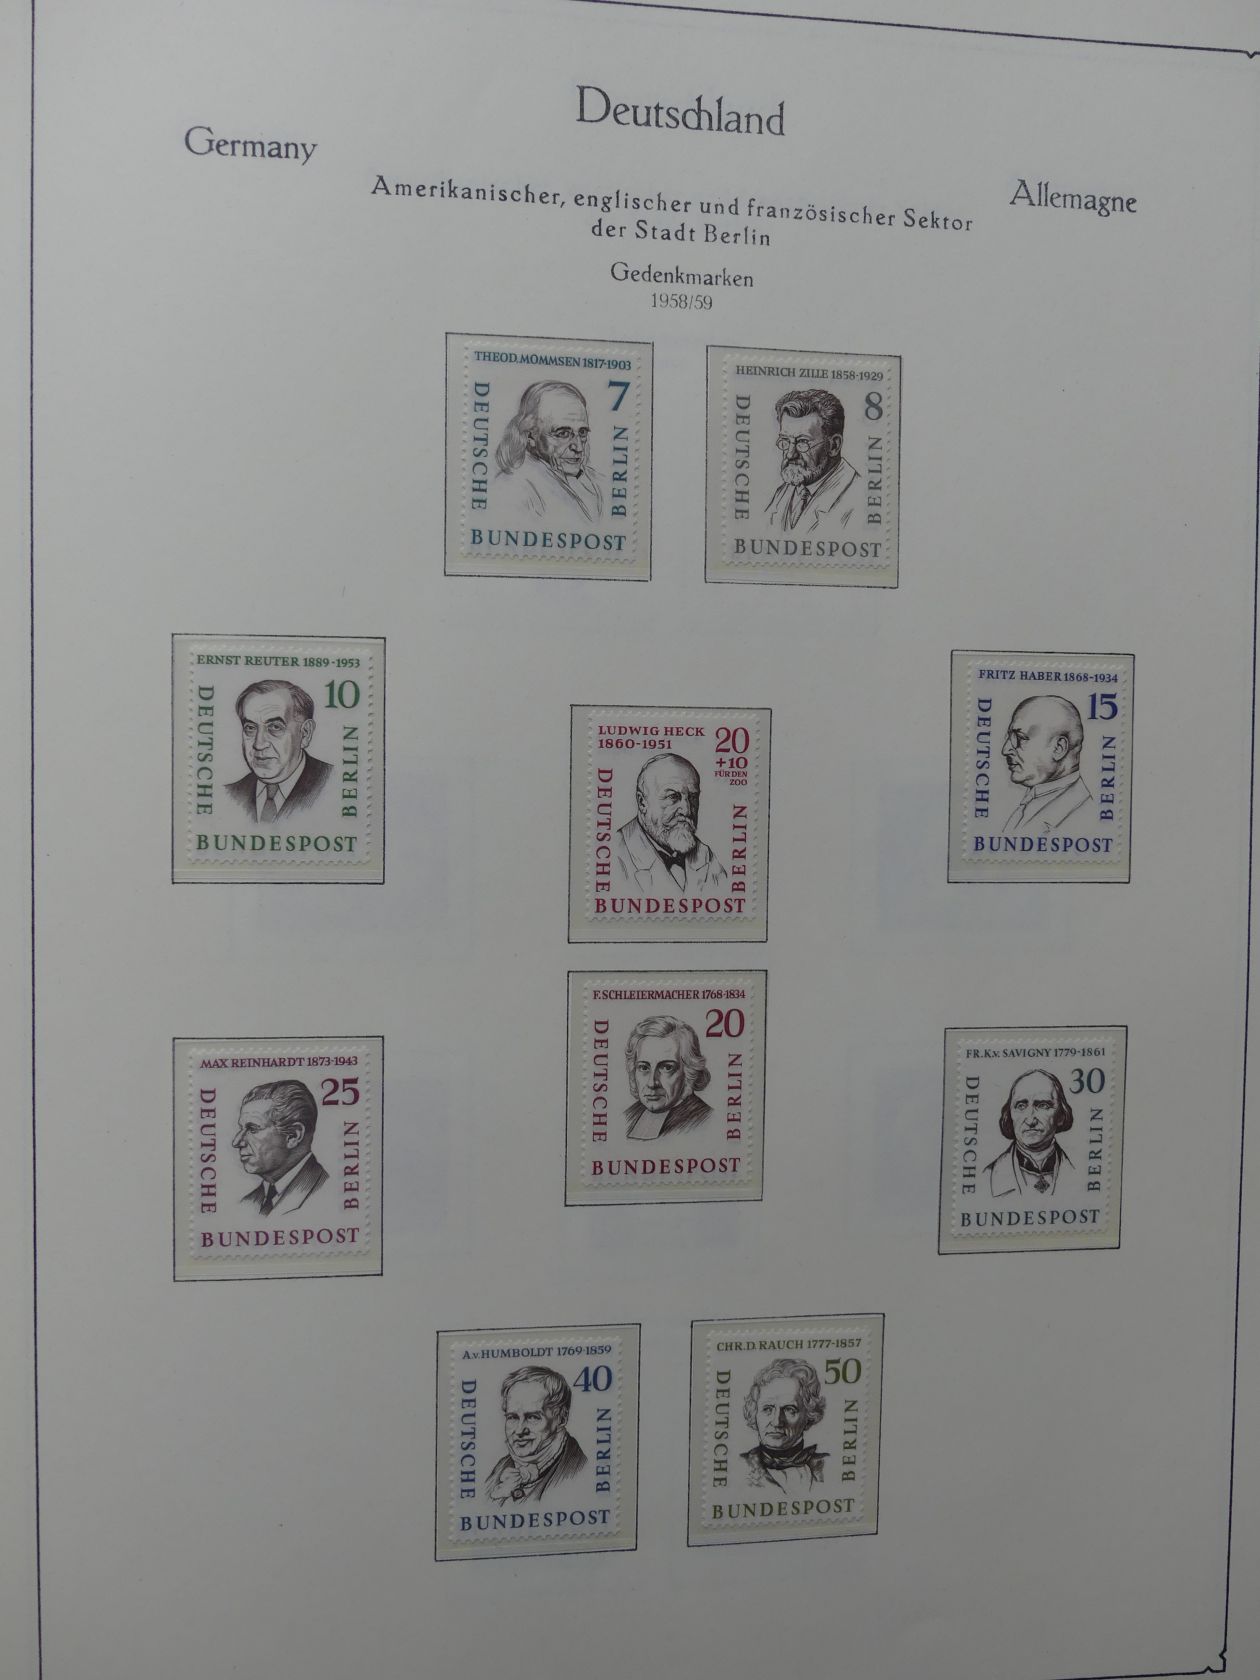 Deutschland
Germany
Allemagne
Amerikanischer, englischer und französischer Sektor
der Stadt Berlin
Gedenkmarken
1958/59
THEOD. MOMMSEN 1817-1903
7
DEUTSCHE
BERLIN
BUNDESPOST
HEINRICH ZILLE 1858-1929
8
DEUTSCHE
BERLIN
BUNDESPOST
ERNST REUTER 1889-1953
10
DEUTSCHE
BERLIN
BUNDESPOST
LUDWIG HECK
1860-1951
20
+10
FÜR DEN
ZOO
DEUTSCHE
BERLIN
BUNDESPOST
FRITZ HABER 1868-1934
15
DEUTSCHE
BERLIN
BUNDESPOST
MAX REINHARDT 1873-1943
25
DEUTSCHE
BERLIN
BUNDESPOST
F. SCHLEIERMACHER 1768-1834
20
DEUTSCHE
BERLIN
BUNDESPOST
FR. K.v. SAVIGNY 1779-1861
30
DEUTSCHE
BERLIN
BUNDESPOST
A.v. HUMBOLDT 1769-1859
40
DEUTSCHE
BERLIN
BUNDESPOST
CHR. D. RAUCH 1777-1857
50
DEUTSCHE
BERLIN
BUNDESPOST